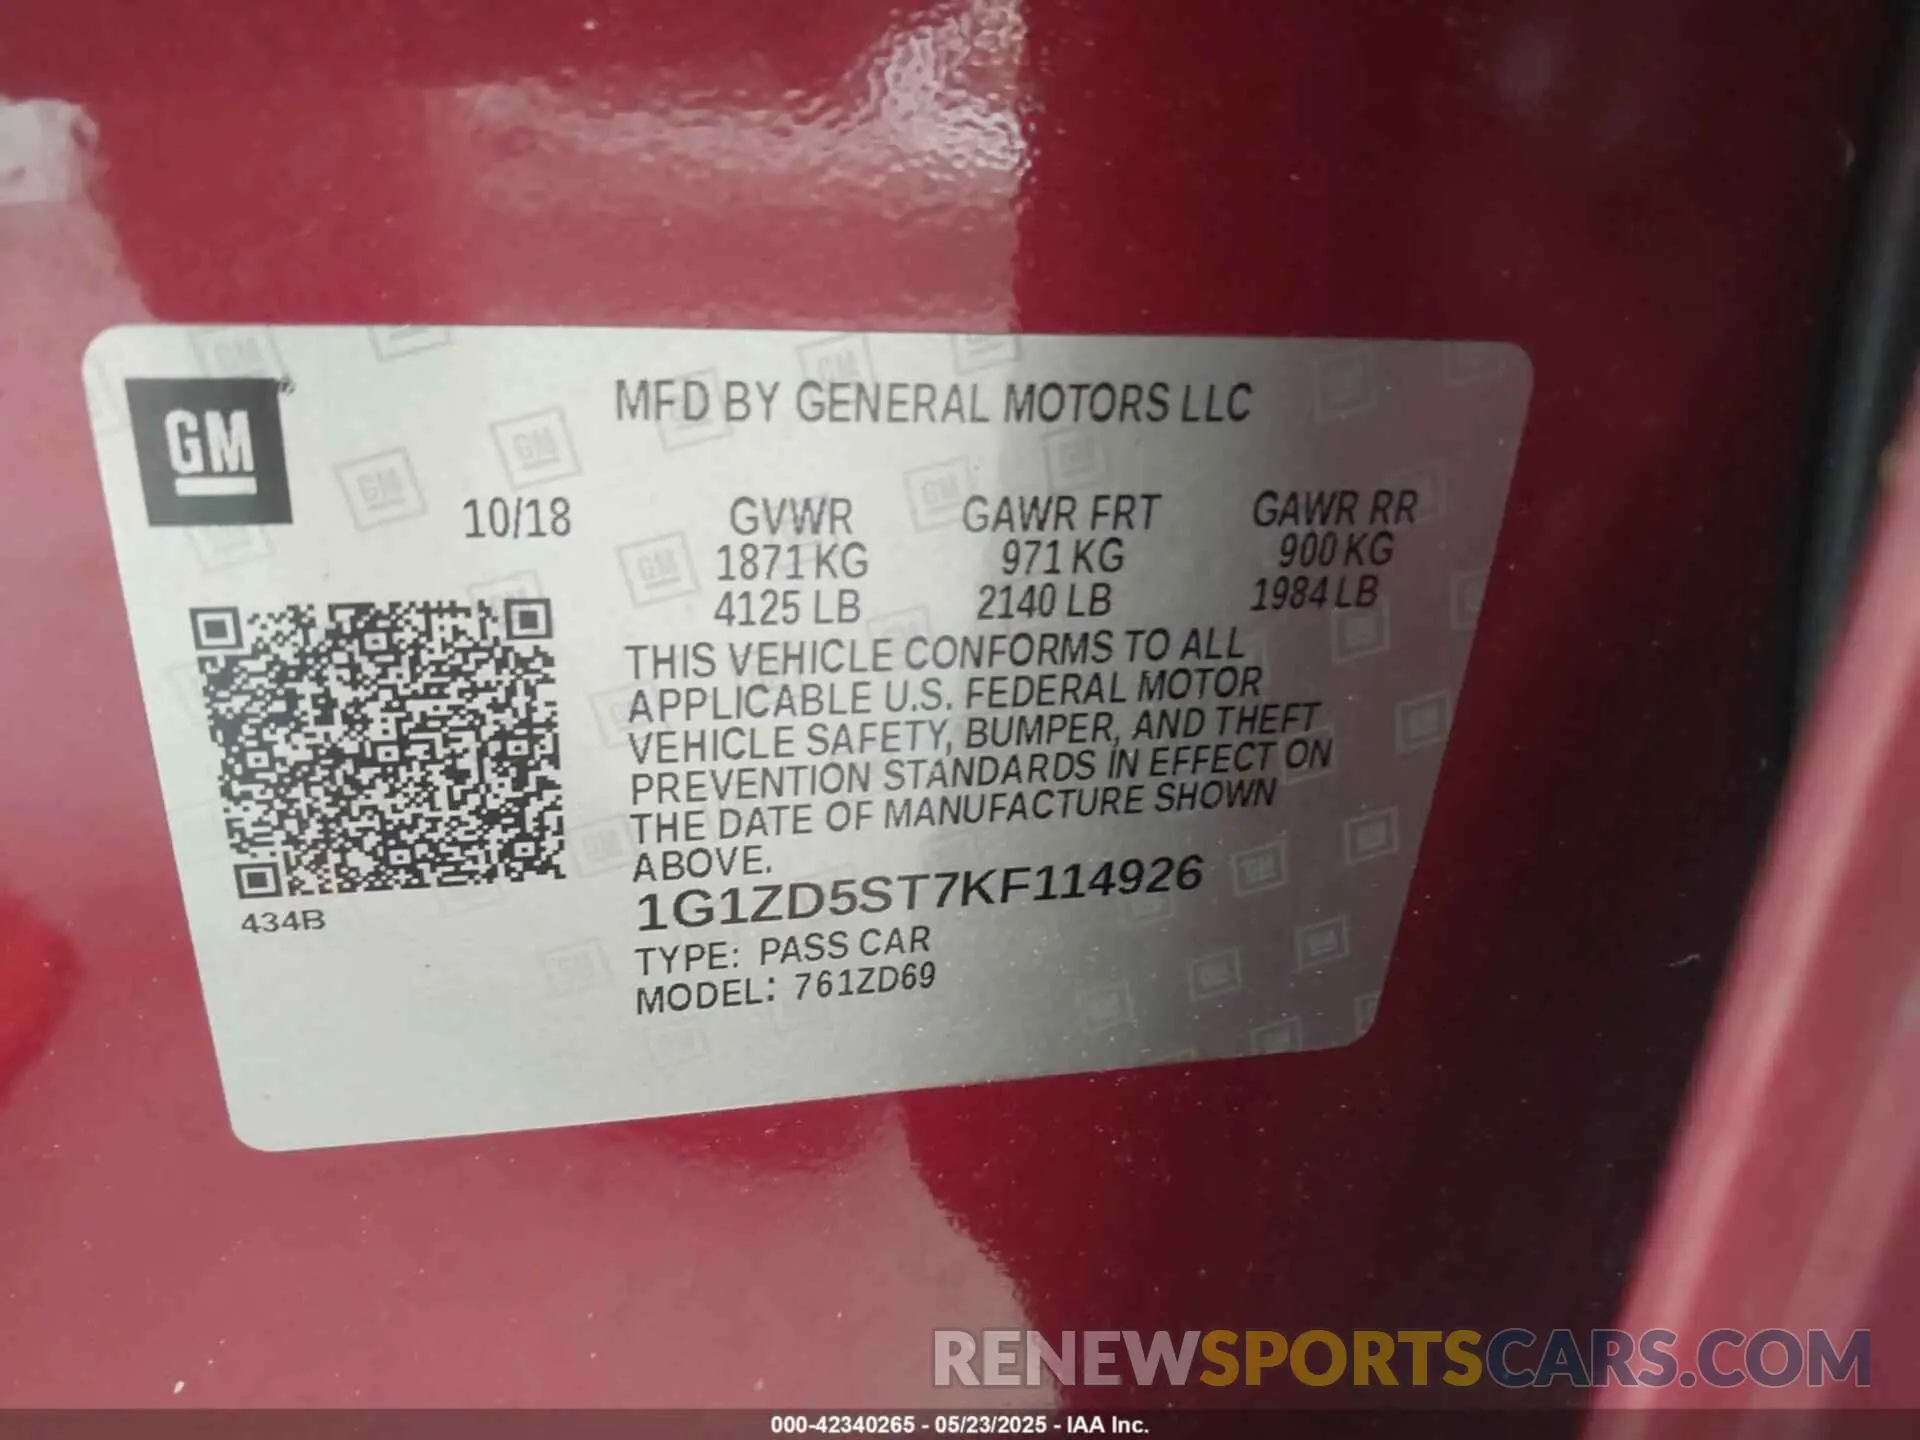 GM
MFD BY GENERAL MOTORS LLC
10/18 GVWR GAWR FRT GAWR RR
1871 KG 971 KG 900 KG
4125 LB 2140 LB 1984 LB
THIS VEHICLE CONFORMS TO ALL
APPLICABLE U.S. FEDERAL MOTOR
VEHICLE SAFETY, BUMPER, AND THEFT
PREVENTION STANDARDS IN EFFECT ON
THE DATE OF MANUFACTURE SHOWN
ABOVE.
1G1ZD5ST7KF114926
434B
TYPE: PASS CAR
MODEL: 761ZD69
RENEWSPORTSCARS.COM
000-42340265 - 05/23/2025 - IAA Inc.